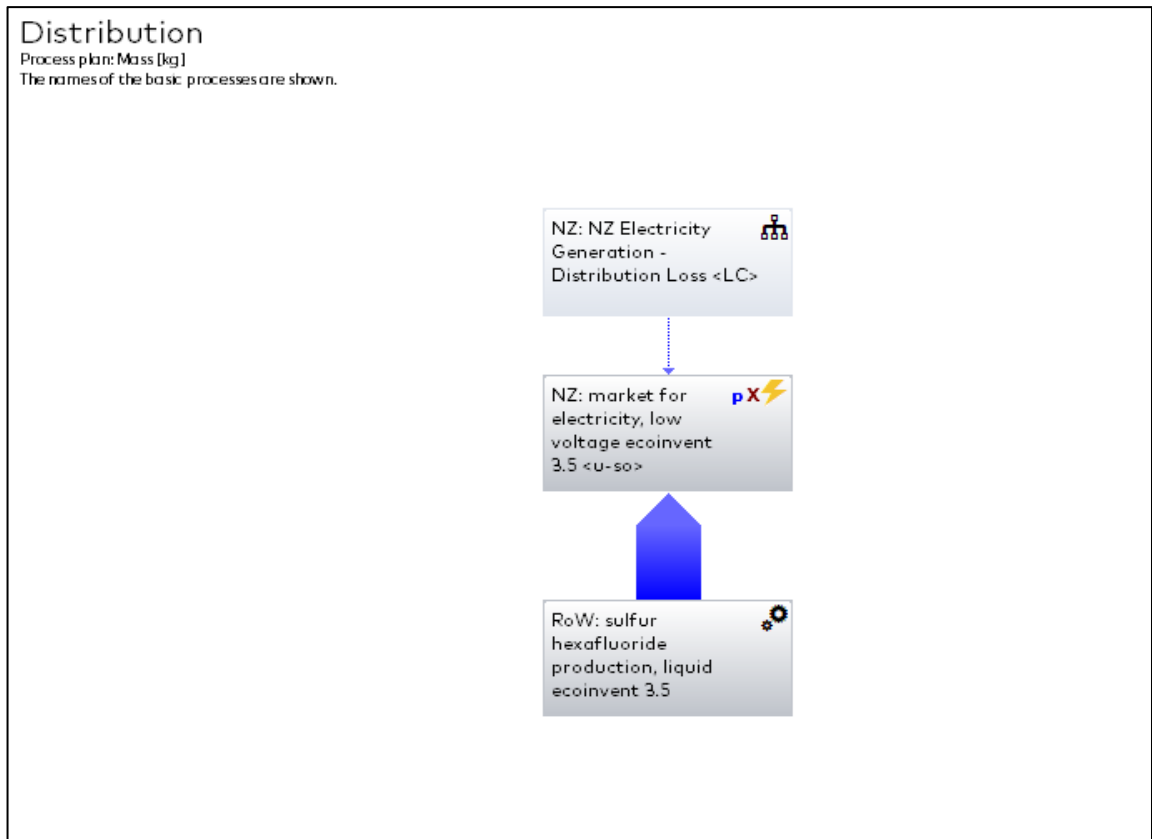 Distribution
Process plan: Mass [kg]
The names of the basic processes are shown.
NZ: NZ Electricity
Generation -
Distribution Loss <LC>
NZ: market for
electricity, low
voltage ecoinvent
3.5 <u-so>
p X
RoW: sulfur
hexafluoride
production, liquid
ecoinvent 3.5